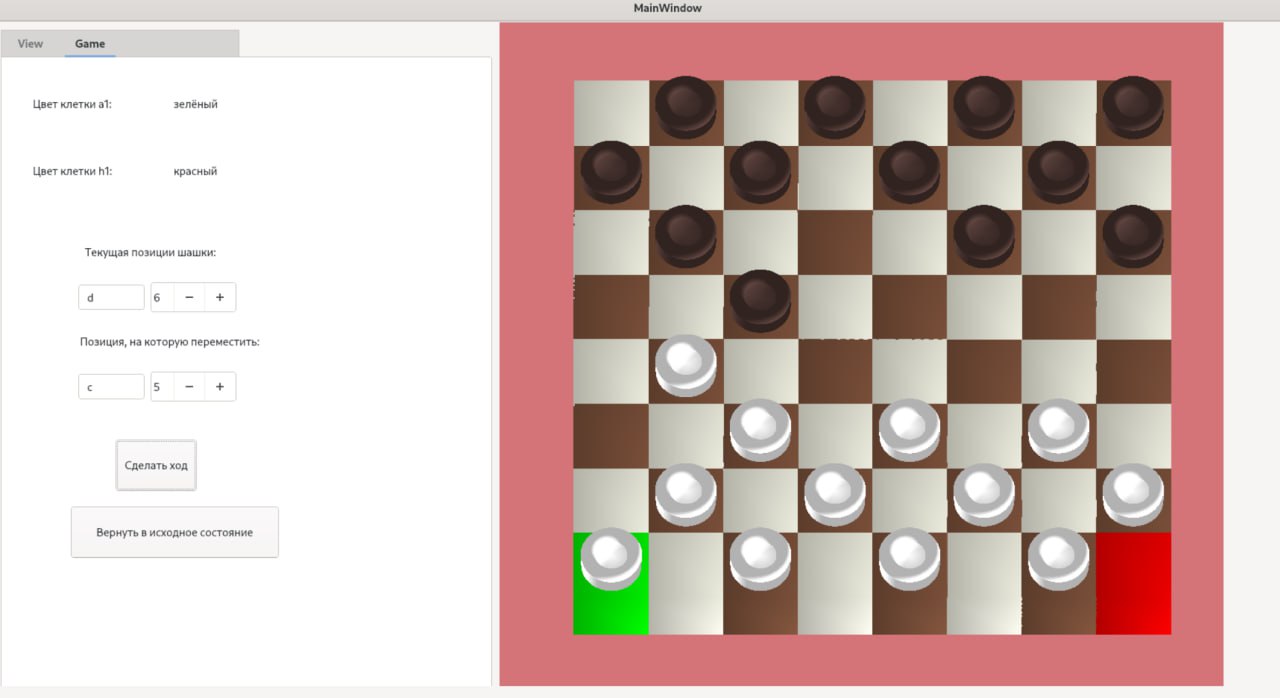 MainWindow
View Game
Цвет клетки a1: зелёный
Цвет клетки h1: красный
Текущая позиции шашки:
d 6 − +
Позиция, на которую переместить:
c 5 − +
Сделать ход
Вернуть в исходное состояние